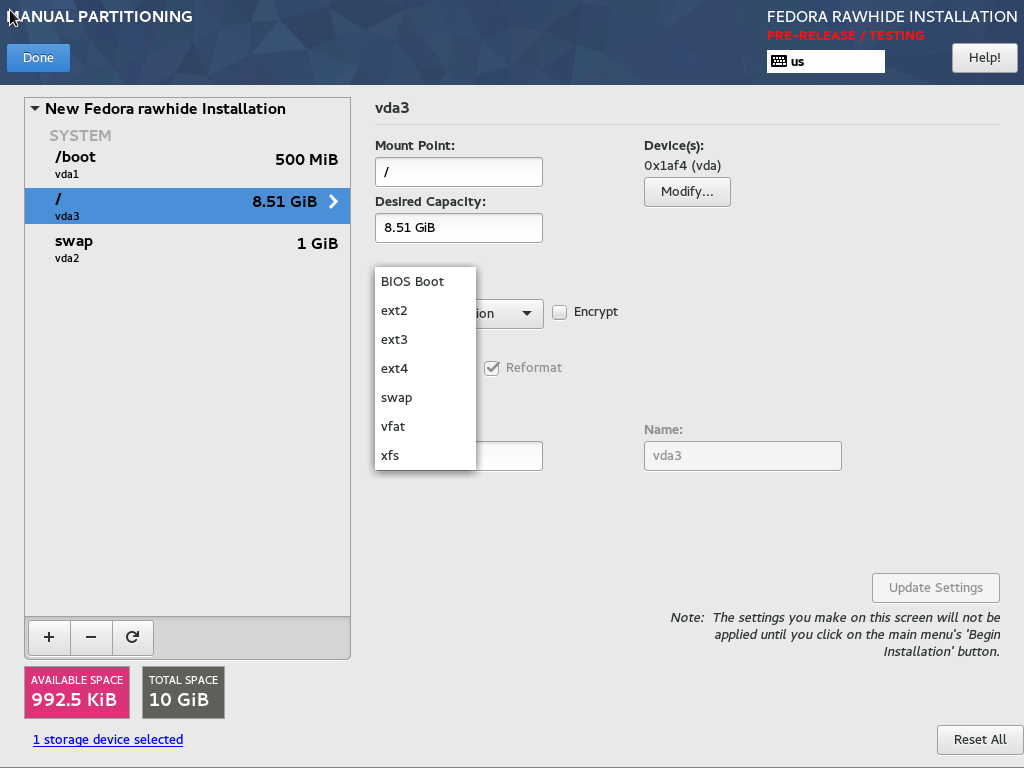 MANUAL PARTITIONING
FEDORA RAWHIDE INSTALLATION
PRE-RELEASE / TESTING
Done
us
Help!
New Fedora rawhide Installation
SYSTEM
/boot
500 MiB
vda1
/
8.51 GiB
vda3
swap
1 GiB
vda2
vda3
Mount Point:
/
Device(s):
0x1af4 (vda)
Modify...
Desired Capacity:
8.51 GiB
BIOS Boot
ext2
ext3
ext4
swap
vfat
xfs
ion
Encrypt
Reformat
Name:
vda3
Update Settings
Note: The settings you make on this screen will not be
applied until you click on the main menu's 'Begin
Installation' button.
+ −
AVAILABLE SPACE
992.5 KiB
TOTAL SPACE
10 GiB
1 storage device selected
Reset All